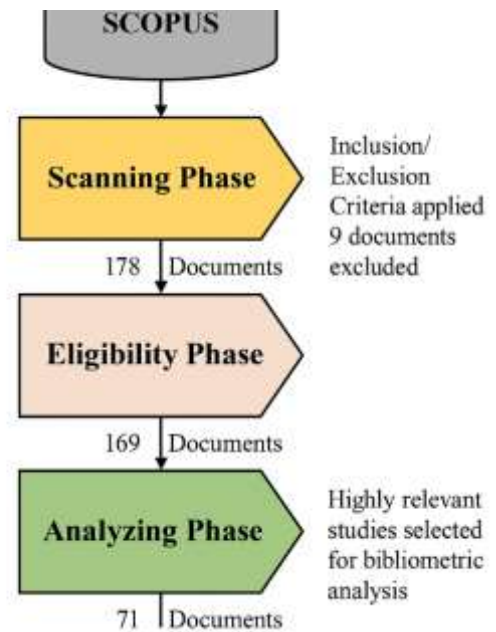 SCOPUS
Scanning Phase
Inclusion/
Exclusion
Criteria applied
9 documents
excluded
178 Documents
Eligibility Phase
169 Documents
Analyzing Phase
Highly relevant
studies selected
for bibliometric
analysis
71 Documents